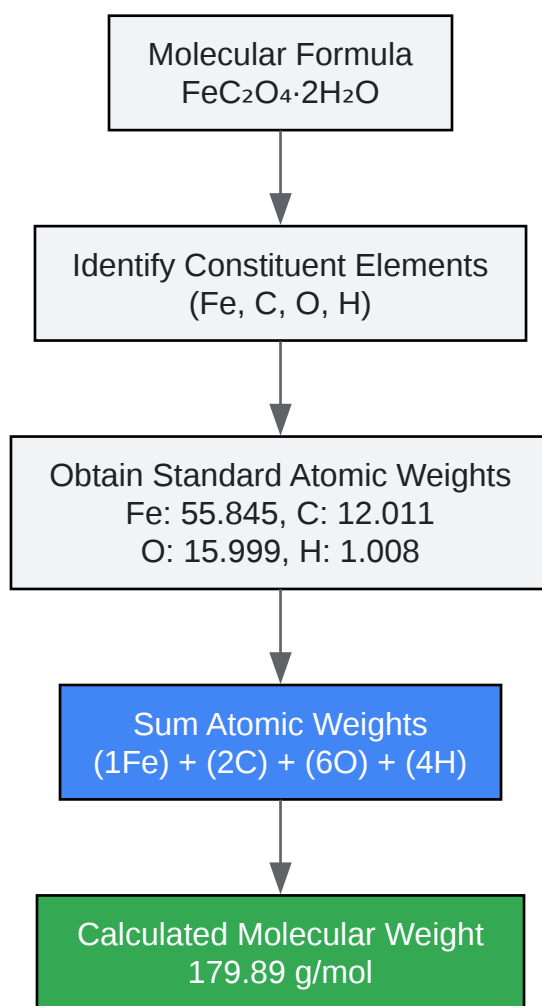 Molecular Formula
FeC₂O₄·2H₂O
Identify Constituent Elements
(Fe, C, O, H)
Obtain Standard Atomic Weights
Fe: 55.845, C: 12.011
O: 15.999, H: 1.008
Sum Atomic Weights
(1Fe) + (2C) + (6O) + (4H)
Calculated Molecular Weight
179.89 g/mol